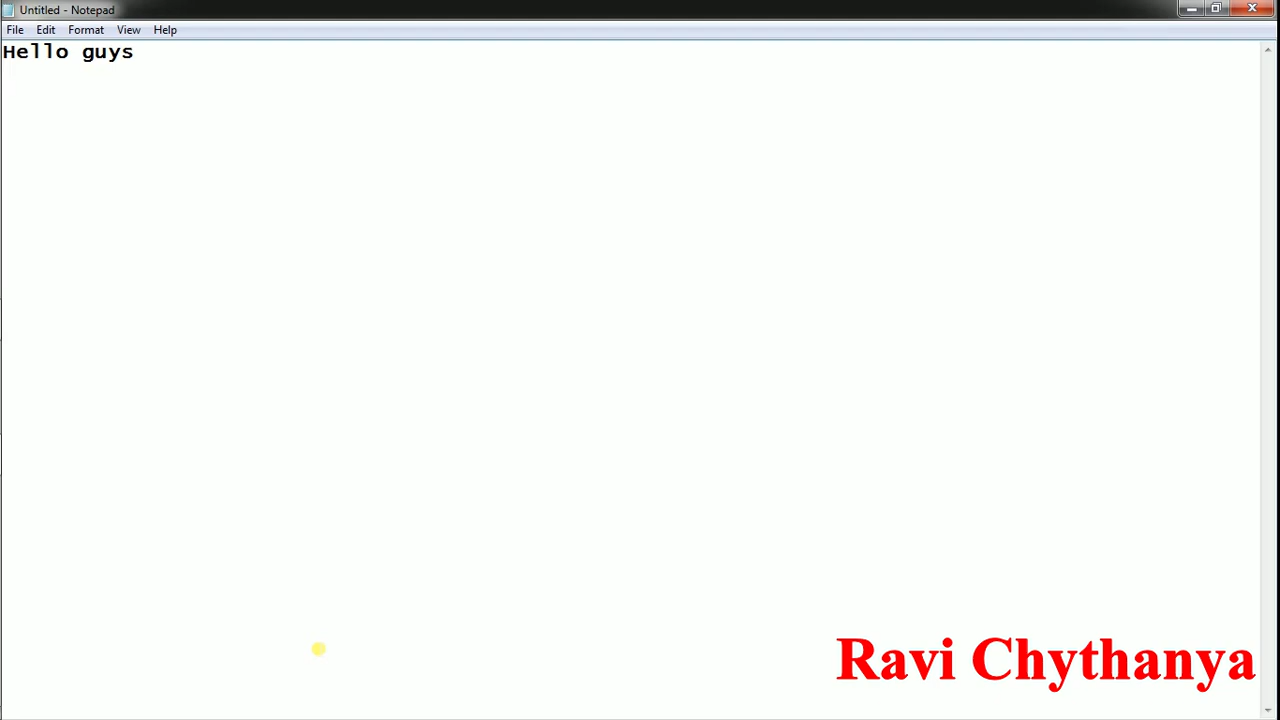 Untitled - Notepad
File Edit Format View Help
Hello guys
Ravi Chythanya